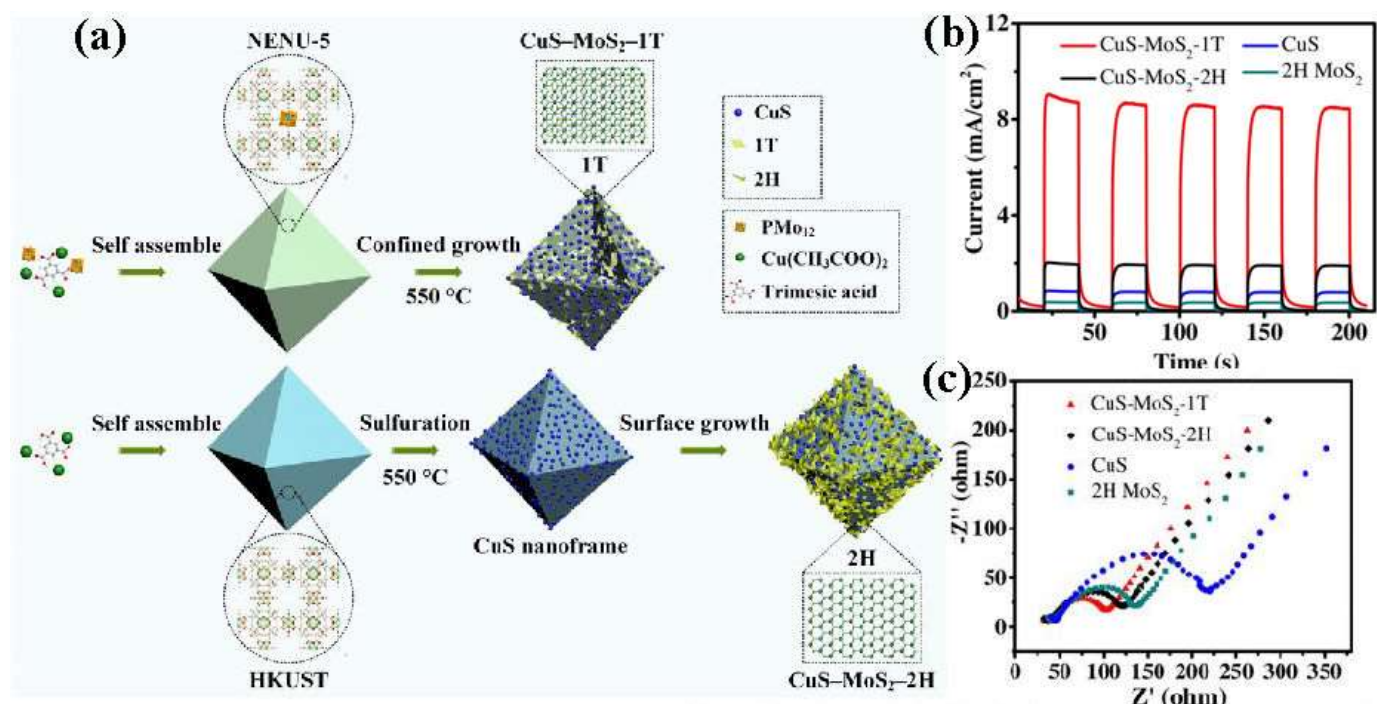 (a)
NENU-5
CuS–MoS₂–1T
CuS
1T
2H
1T
PMo₁₂
Cu(CH₃COO)₂
Trimesic acid
Self assemble
Confined growth
550 °C
Self assemble
Sulfuration
550 °C
Surface growth
CuS nanoframe
2H
HKUST
CuS–MoS₂–2H
(b)
12
8
4
0
Current (mA/cm²)
CuS-MoS₂-1T
CuS
CuS-MoS₂-2H
2H MoS₂
50 100 150 200
Time (s)
(c)
250
200
150
100
50
0
-Z'' (ohm)
CuS-MoS₂-1T
CuS-MoS₂-2H
CuS
2H MoS₂
0 50 100 150 200 250 300 350
Z' (ohm)